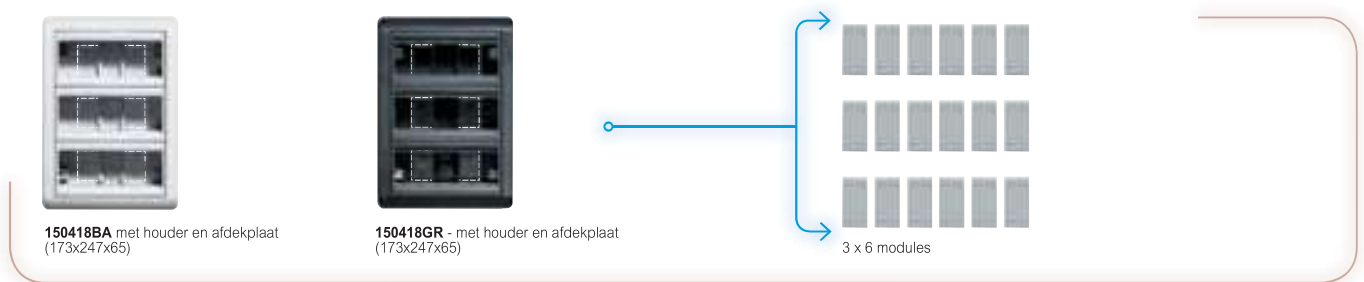 150418BA met houder en afdekplaat
(173x247x65)
150418GR - met houder en afdekplaat
(173x247x65)
3 x 6 modules